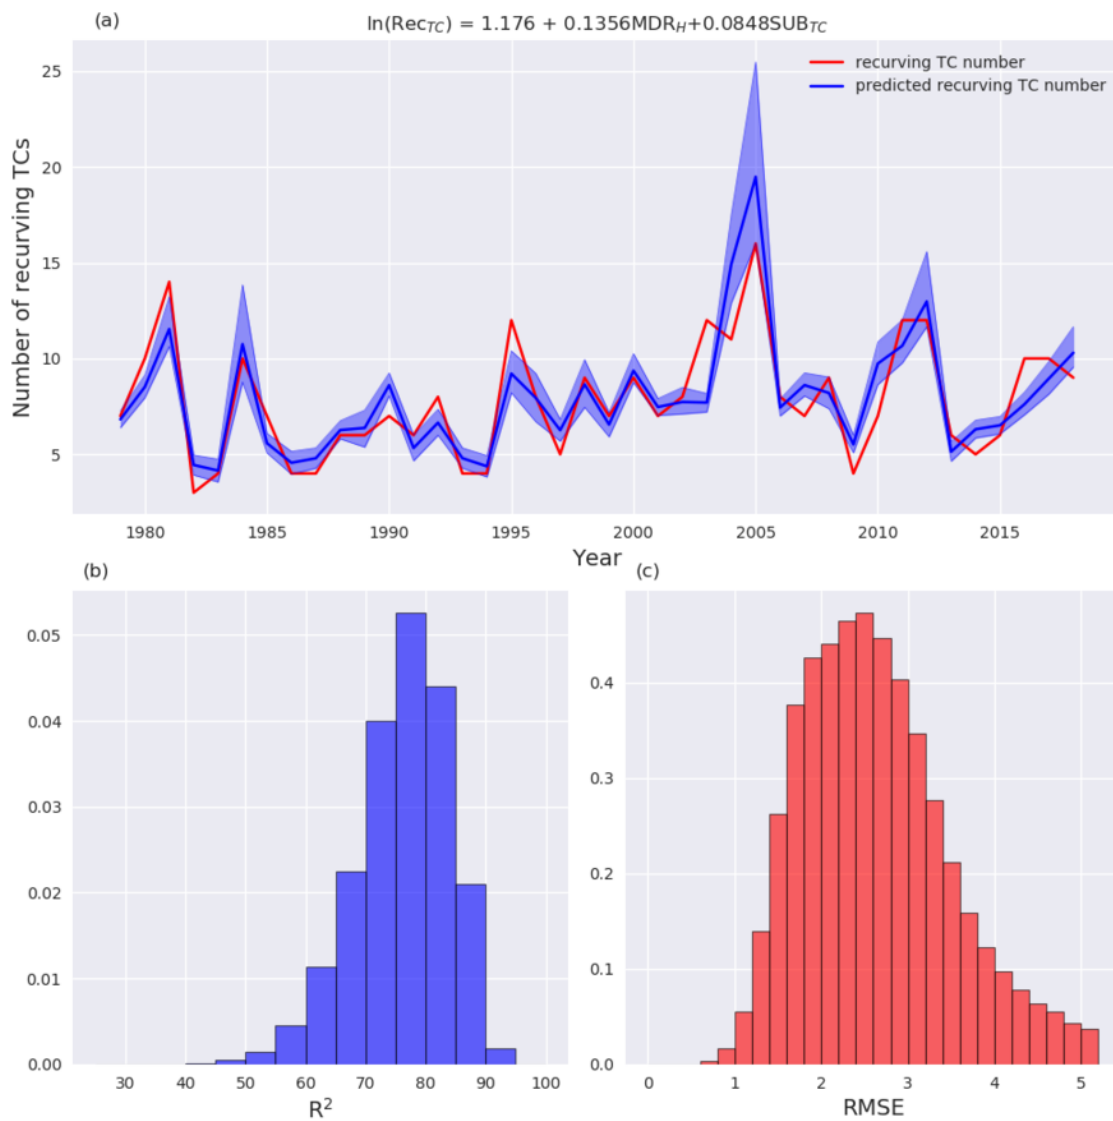 (a)
ln(Rec_TC) = 1.176 + 0.1356MDR_H+0.0848SUB_TC
recurving TC number
predicted recurving TC number
Number of recurving TCs
25
20
15
10
5
1980 1985 1990 1995 2000 2005 2010 2015
Year
(b)
0.05
0.04
0.03
0.02
0.01
0.00
30 40 50 60 70 80 90 100
R²
(c)
0.4
0.3
0.2
0.1
0.0
0 1 2 3 4 5
RMSE